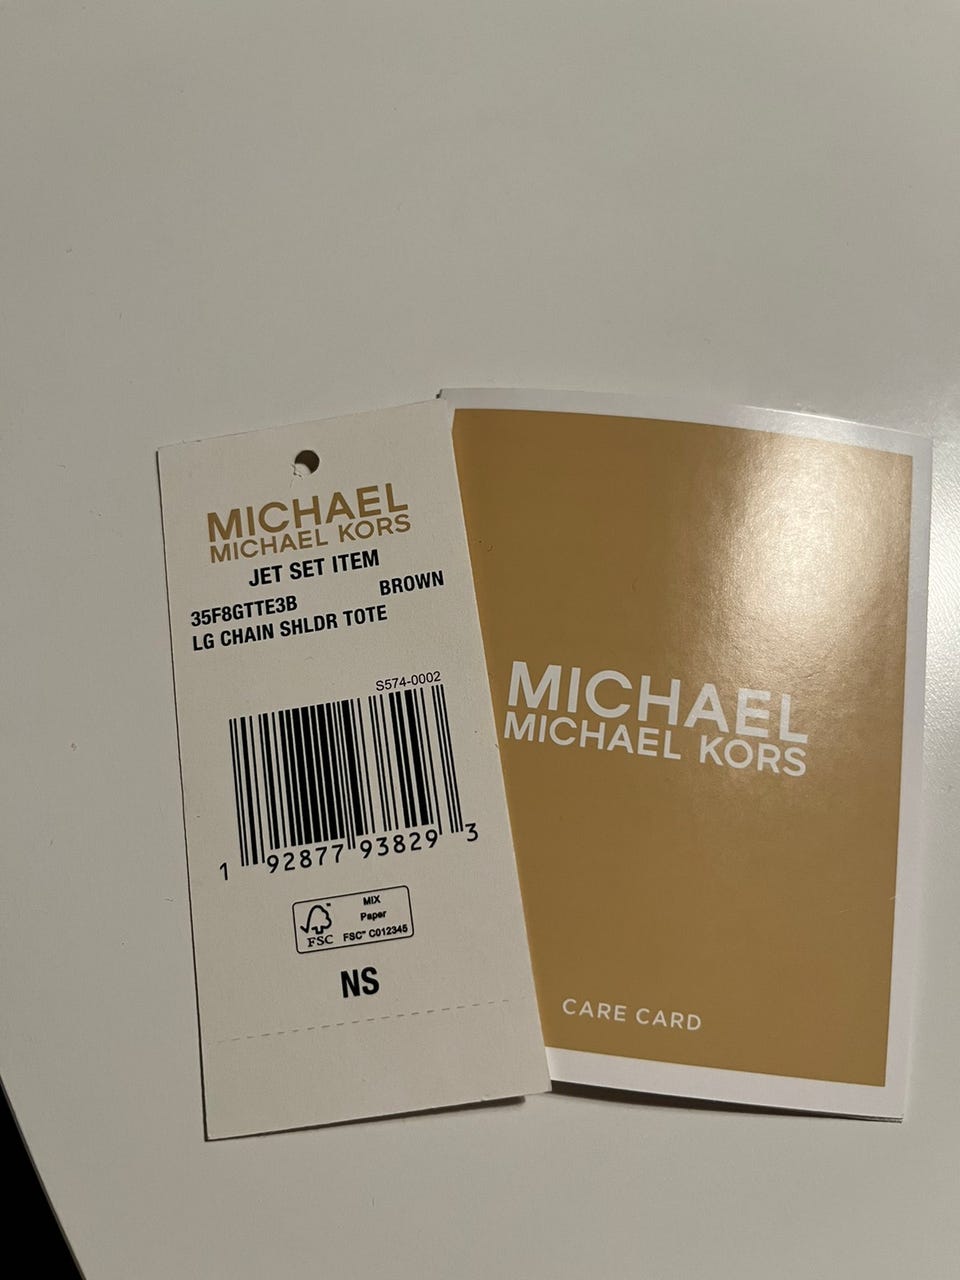 MICHAEL
MICHAEL KORS
JET SET ITEM
35F8GTTE3B BROWN
LG CHAIN SHLDR TOTE
S574-0002
1 92877 93829 3
FSC
MIX
Paper
FSC™ C012345
NS
MICHAEL
MICHAEL KORS
CARE CARD